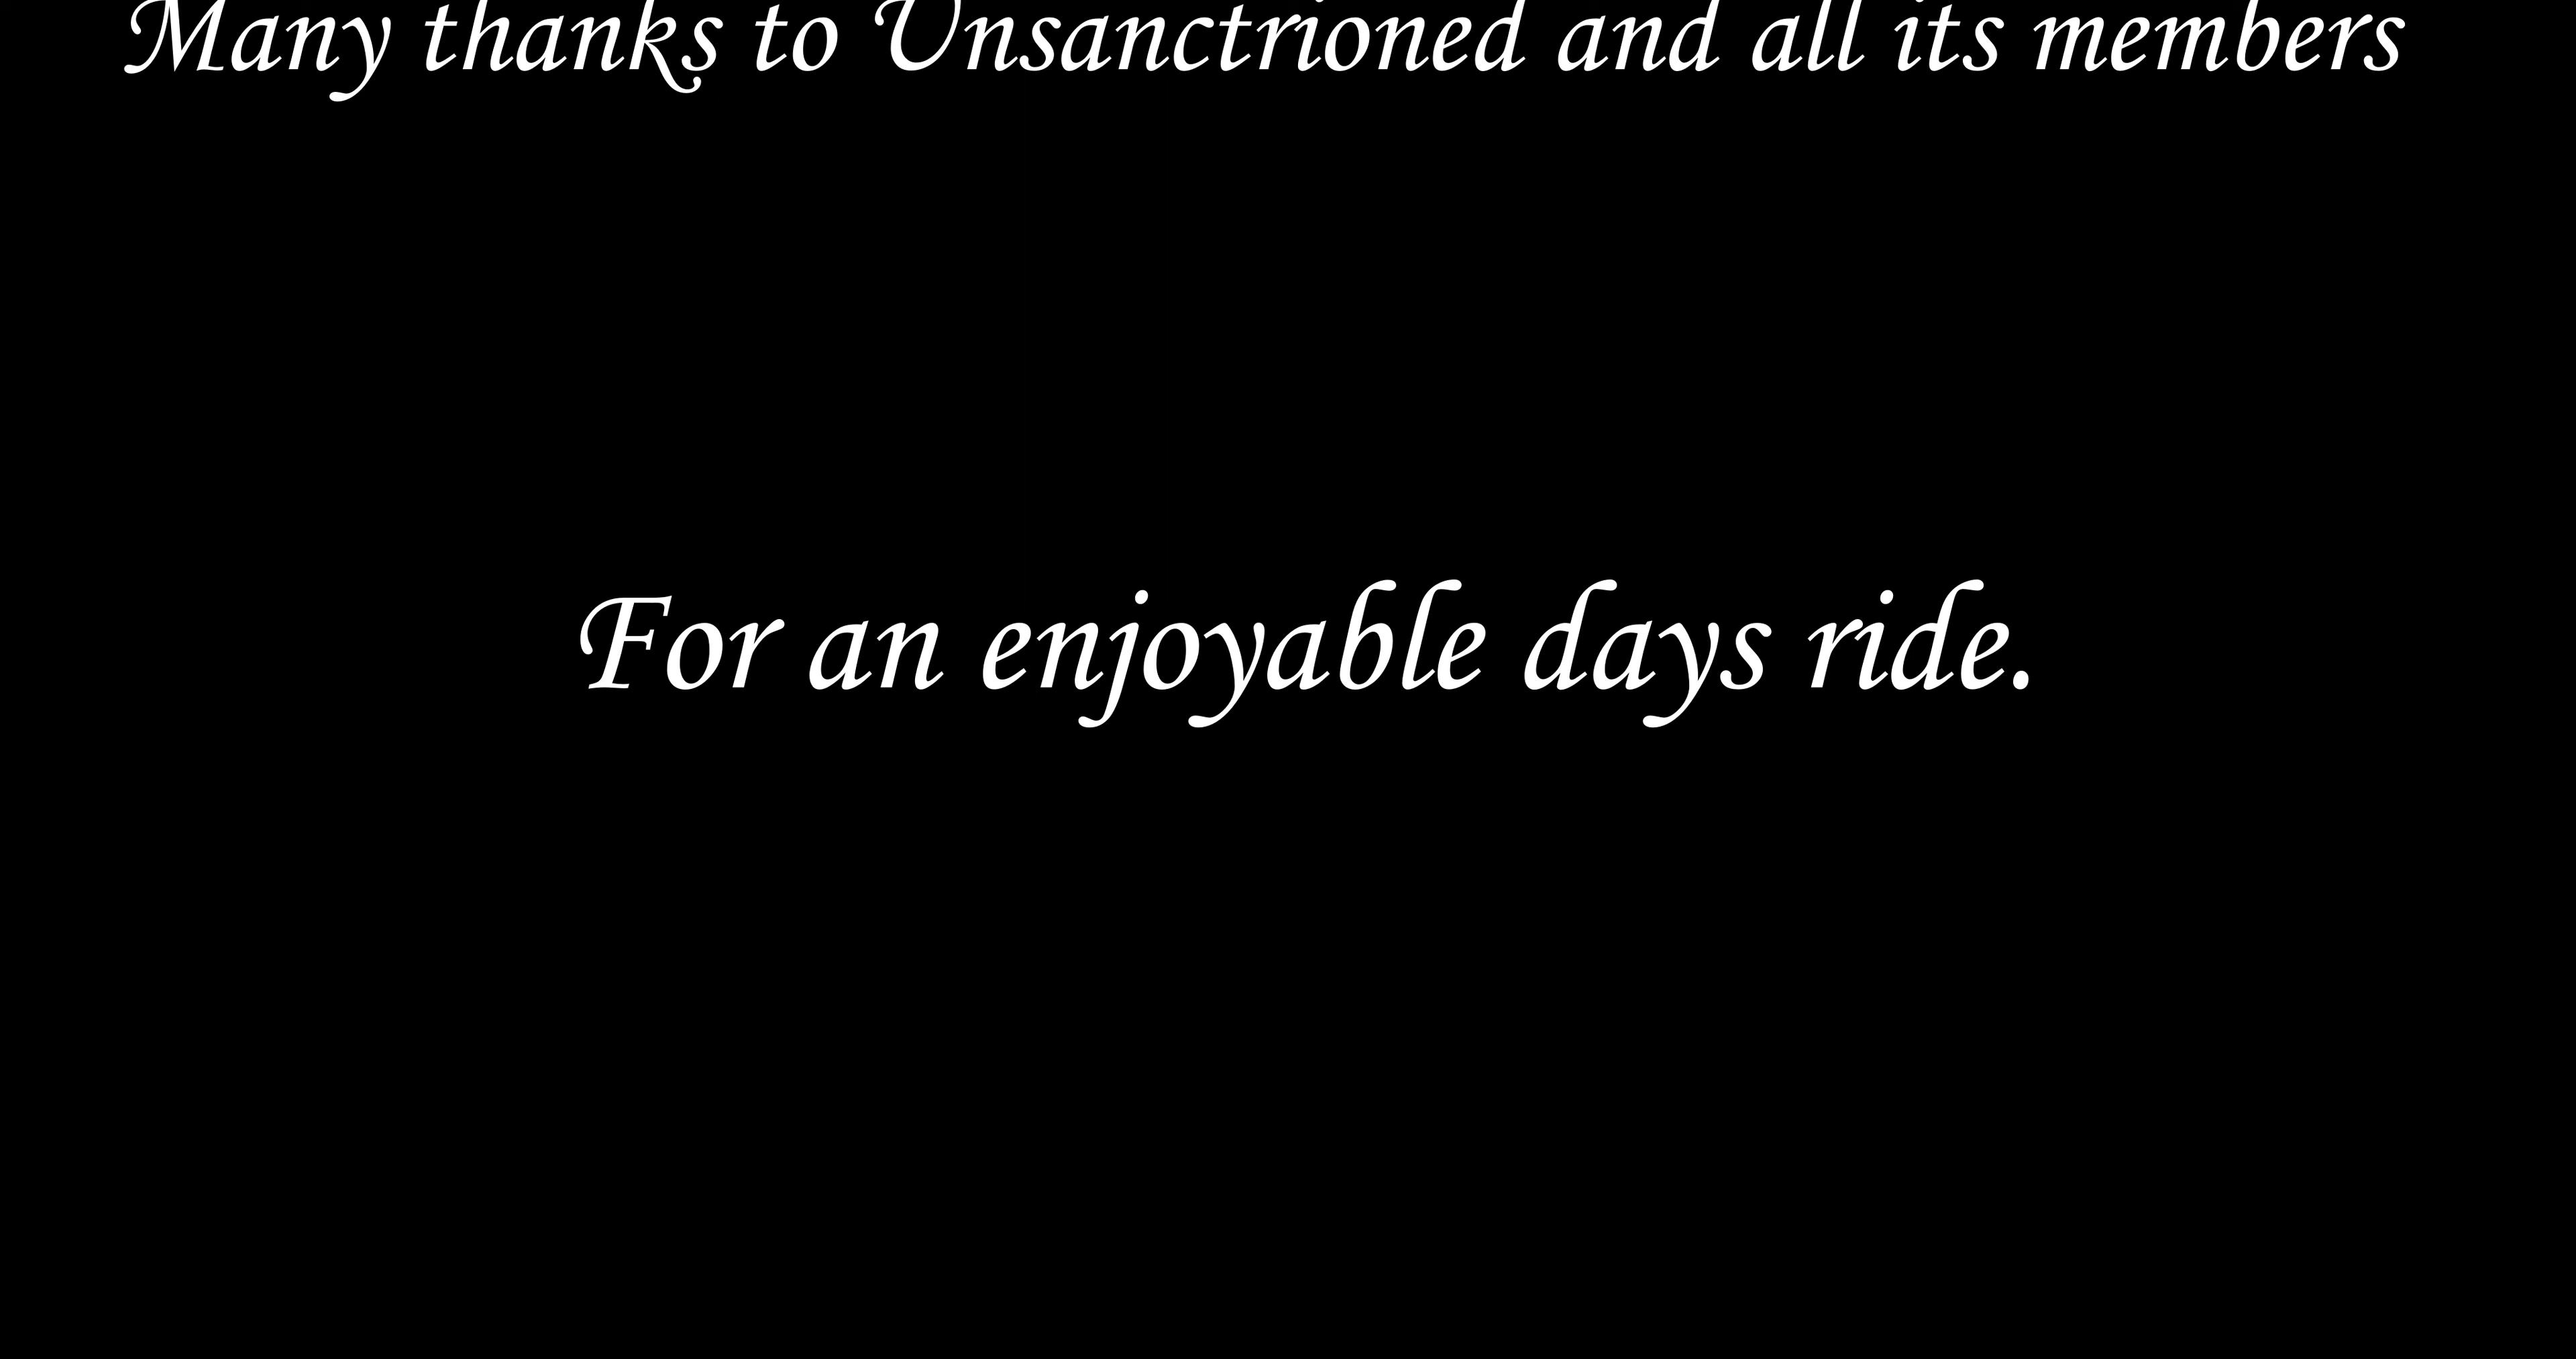 Many thanks to Unsanctrioned and all its members
For an enjoyable days ride.